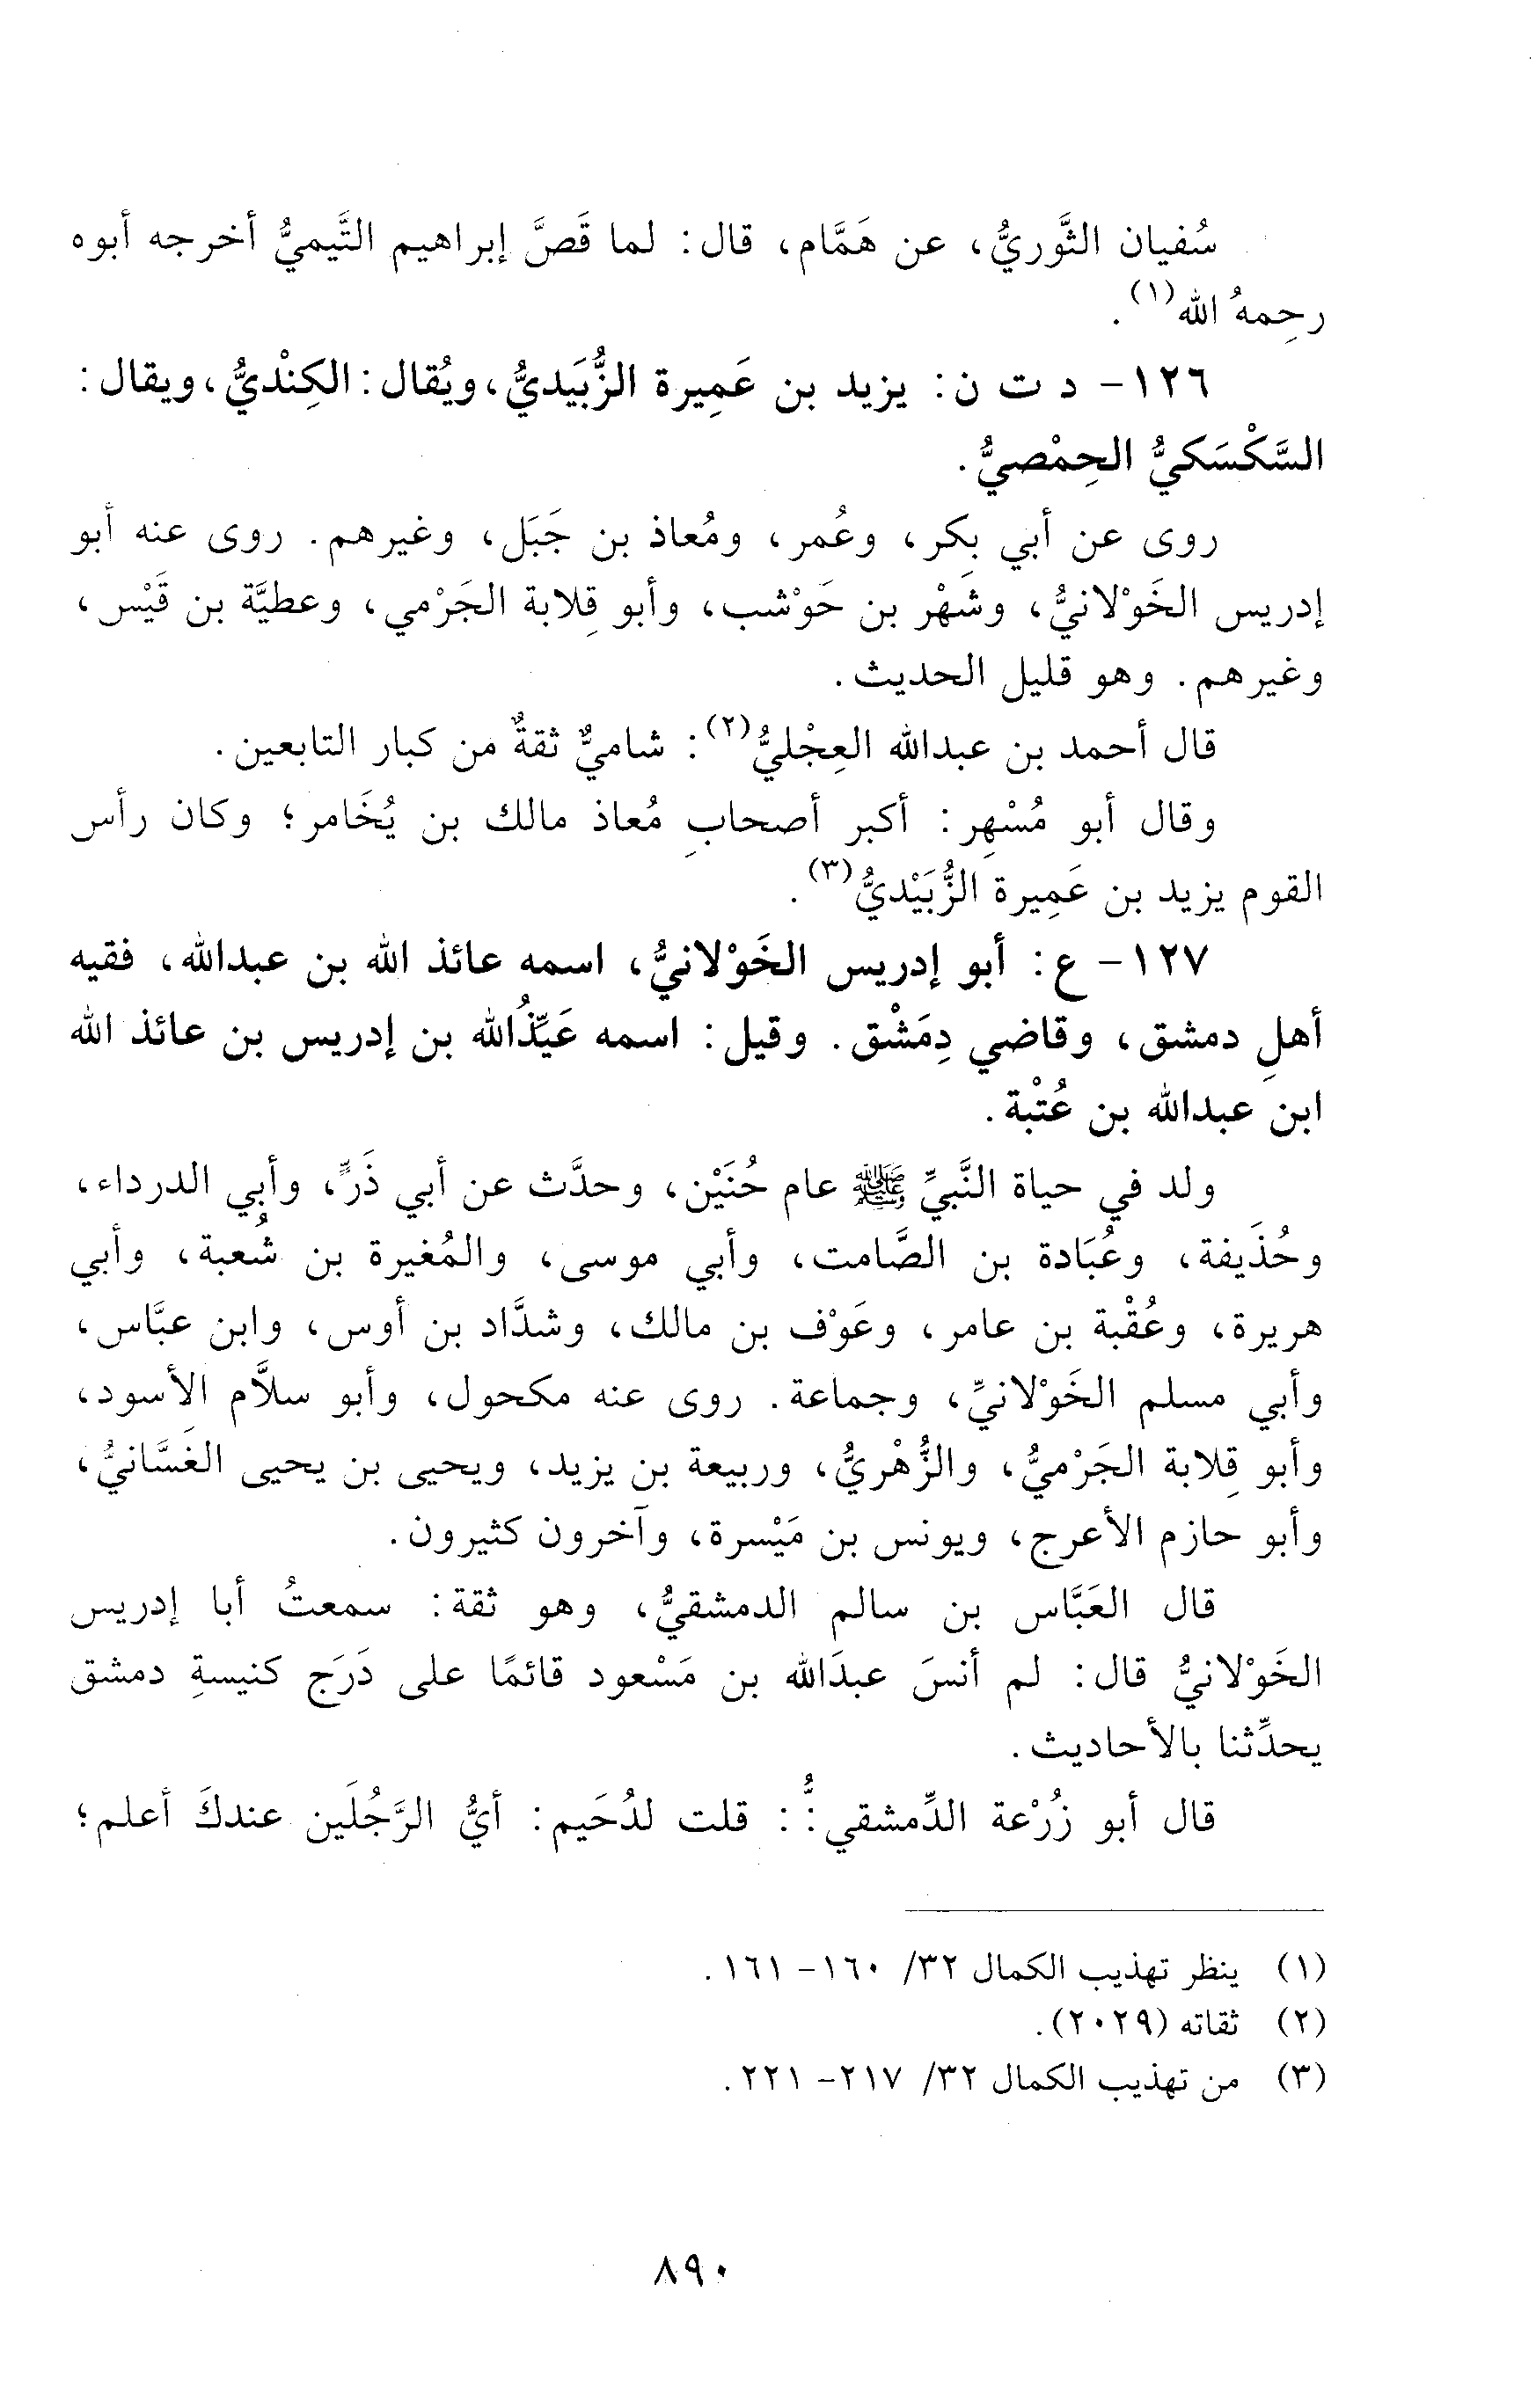 سُفيان الثَّوريُّ، عن هَمَّام، قال: لما قَصَّ إبراهيم التَّيميُّ أخرجه أبوه
رحِمهُ الله(١).
١٢٦- د ت ن: يزيد بن عَمِيرة الزُّبَيديُّ، ويُقال: الكِنْديُّ، ويقال:
السَّكْسَكيُّ الحِمْصيُّ.
روى عن أبي بكر، وعُمر، ومُعاذ بن جَبَل، وغيرهم. روى عنه أبو
إدريس الخَوْلانيُّ، وشَهْر بن حَوْشب، وأبو قِلابة الجَرْمي، وعطيَّة بن قَيْس،
وغيرهم. وهو قليل الحديث.
قال أحمد بن عبدالله العِجْليُّ(٢): شاميٌّ ثقةٌ من كبار التابعين.
وقال أبو مُسْهِر: أكبر أصحابِ مُعاذ مالك بن يُخَامر؛ وكان رأس
القوم يزيد بن عَمِيرة الزُّبَيْديُّ(٣).
١٢٧- ع: أبو إدريس الخَوْلانيُّ، اسمه عائذ الله بن عبدالله، فقيه
أهلِ دمشق، وقاضي دِمَشْق. وقيل: اسمه عَيِّذُالله بن إدريس بن عائذ الله
ابن عبدالله بن عُتْبة.
ولد في حياة النَّبيِّ ﷺ عام حُنَيْن، وحدَّث عن أبي ذَرٍّ، وأبي الدرداء،
وحُذَيفة، وعُبَادة بن الصَّامت، وأبي موسى، والمُغيرة بن شُعبة، وأبي
هريرة، وعُقْبة بن عامر، وعَوْف بن مالك، وشدَّاد بن أوس، وابن عبَّاس،
وأبي مسلم الخَوْلانيِّ، وجماعة. روى عنه مكحول، وأبو سلاَّم الأسود،
وأبو قِلابة الجَرْميُّ، والزُّهْريُّ، وربيعة بن يزيد، ويحيى بن يحيى الغَسَّانيُّ،
وأبو حازم الأعرج، ويونس بن مَيْسرة، وآخرون كثيرون.
قال العَبَّاس بن سالم الدمشقيُّ، وهو ثقة: سمعتُ أبا إدريس
الخَوْلانيُّ قال: لم أنسَ عبدَالله بن مَسْعود قائمًا على دَرَج كنيسةِ دمشق
يحدِّثنا بالأحاديث.
قال أبو زُرْعة الدِّمشقي:ُّ: قلت لدُحَيم: أيُّ الرَّجُلَين عندكَ أعلم؛
(١) ينظر تهذيب الكمال ٣٢/ ١٦٠- ١٦١.
(٢) ثقاته (٢٠٢٩).
(٣) من تهذيب الكمال ٣٢/ ٢١٧- ٢٢١.
٨٩٠